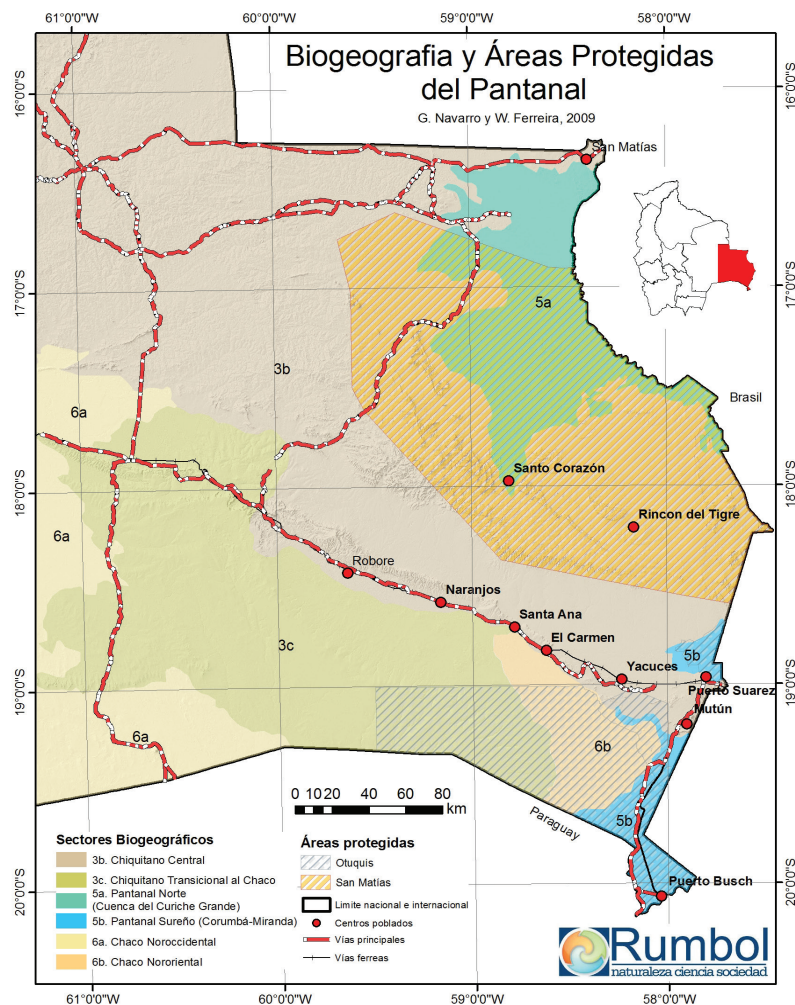 61°0'0"W
60°0'0"W
59°0'0"W
58°0'0"W
Biogeografia y Áreas Protegidas
del Pantanal
G. Navarro y W. Ferreira, 2009
16°0'0"S
16°0'0"S
San Matías
17°0'0"S
17°0'0"S
5a
3b
Brasil
6a
Santo Corazón
18°0'0"S
18°0'0"S
Rincon del Tigre
6a
Robore
Naranjos
Santa Ana
3c
El Carmen
5b
Yacuces
19°0'0"S
19°0'0"S
Puerto Suarez
Mutún
6a
6b
0 10 20 40 60 80
km
5b
Paraguay
Sectores Biogeográficos
3b. Chiquitano Central
3c. Chiquitano Transicional al Chaco
5a. Pantanal Norte
(Cuenca del Curiche Grande)
5b. Pantanal Sureño (Corumbá-Miranda)
6a. Chaco Noroccidental
6b. Chaco Nororiental
Áreas protegidas
Otuquis
San Matías
Limite nacional e internacional
Centros poblados
Vías principales
Vías ferreas
Puerto Busch
20°0'0"S
20°0'0"S
Rumbol
naturaleza ciencia sociedad
61°0'0"W
60°0'0"W
59°0'0"W
58°0'0"W